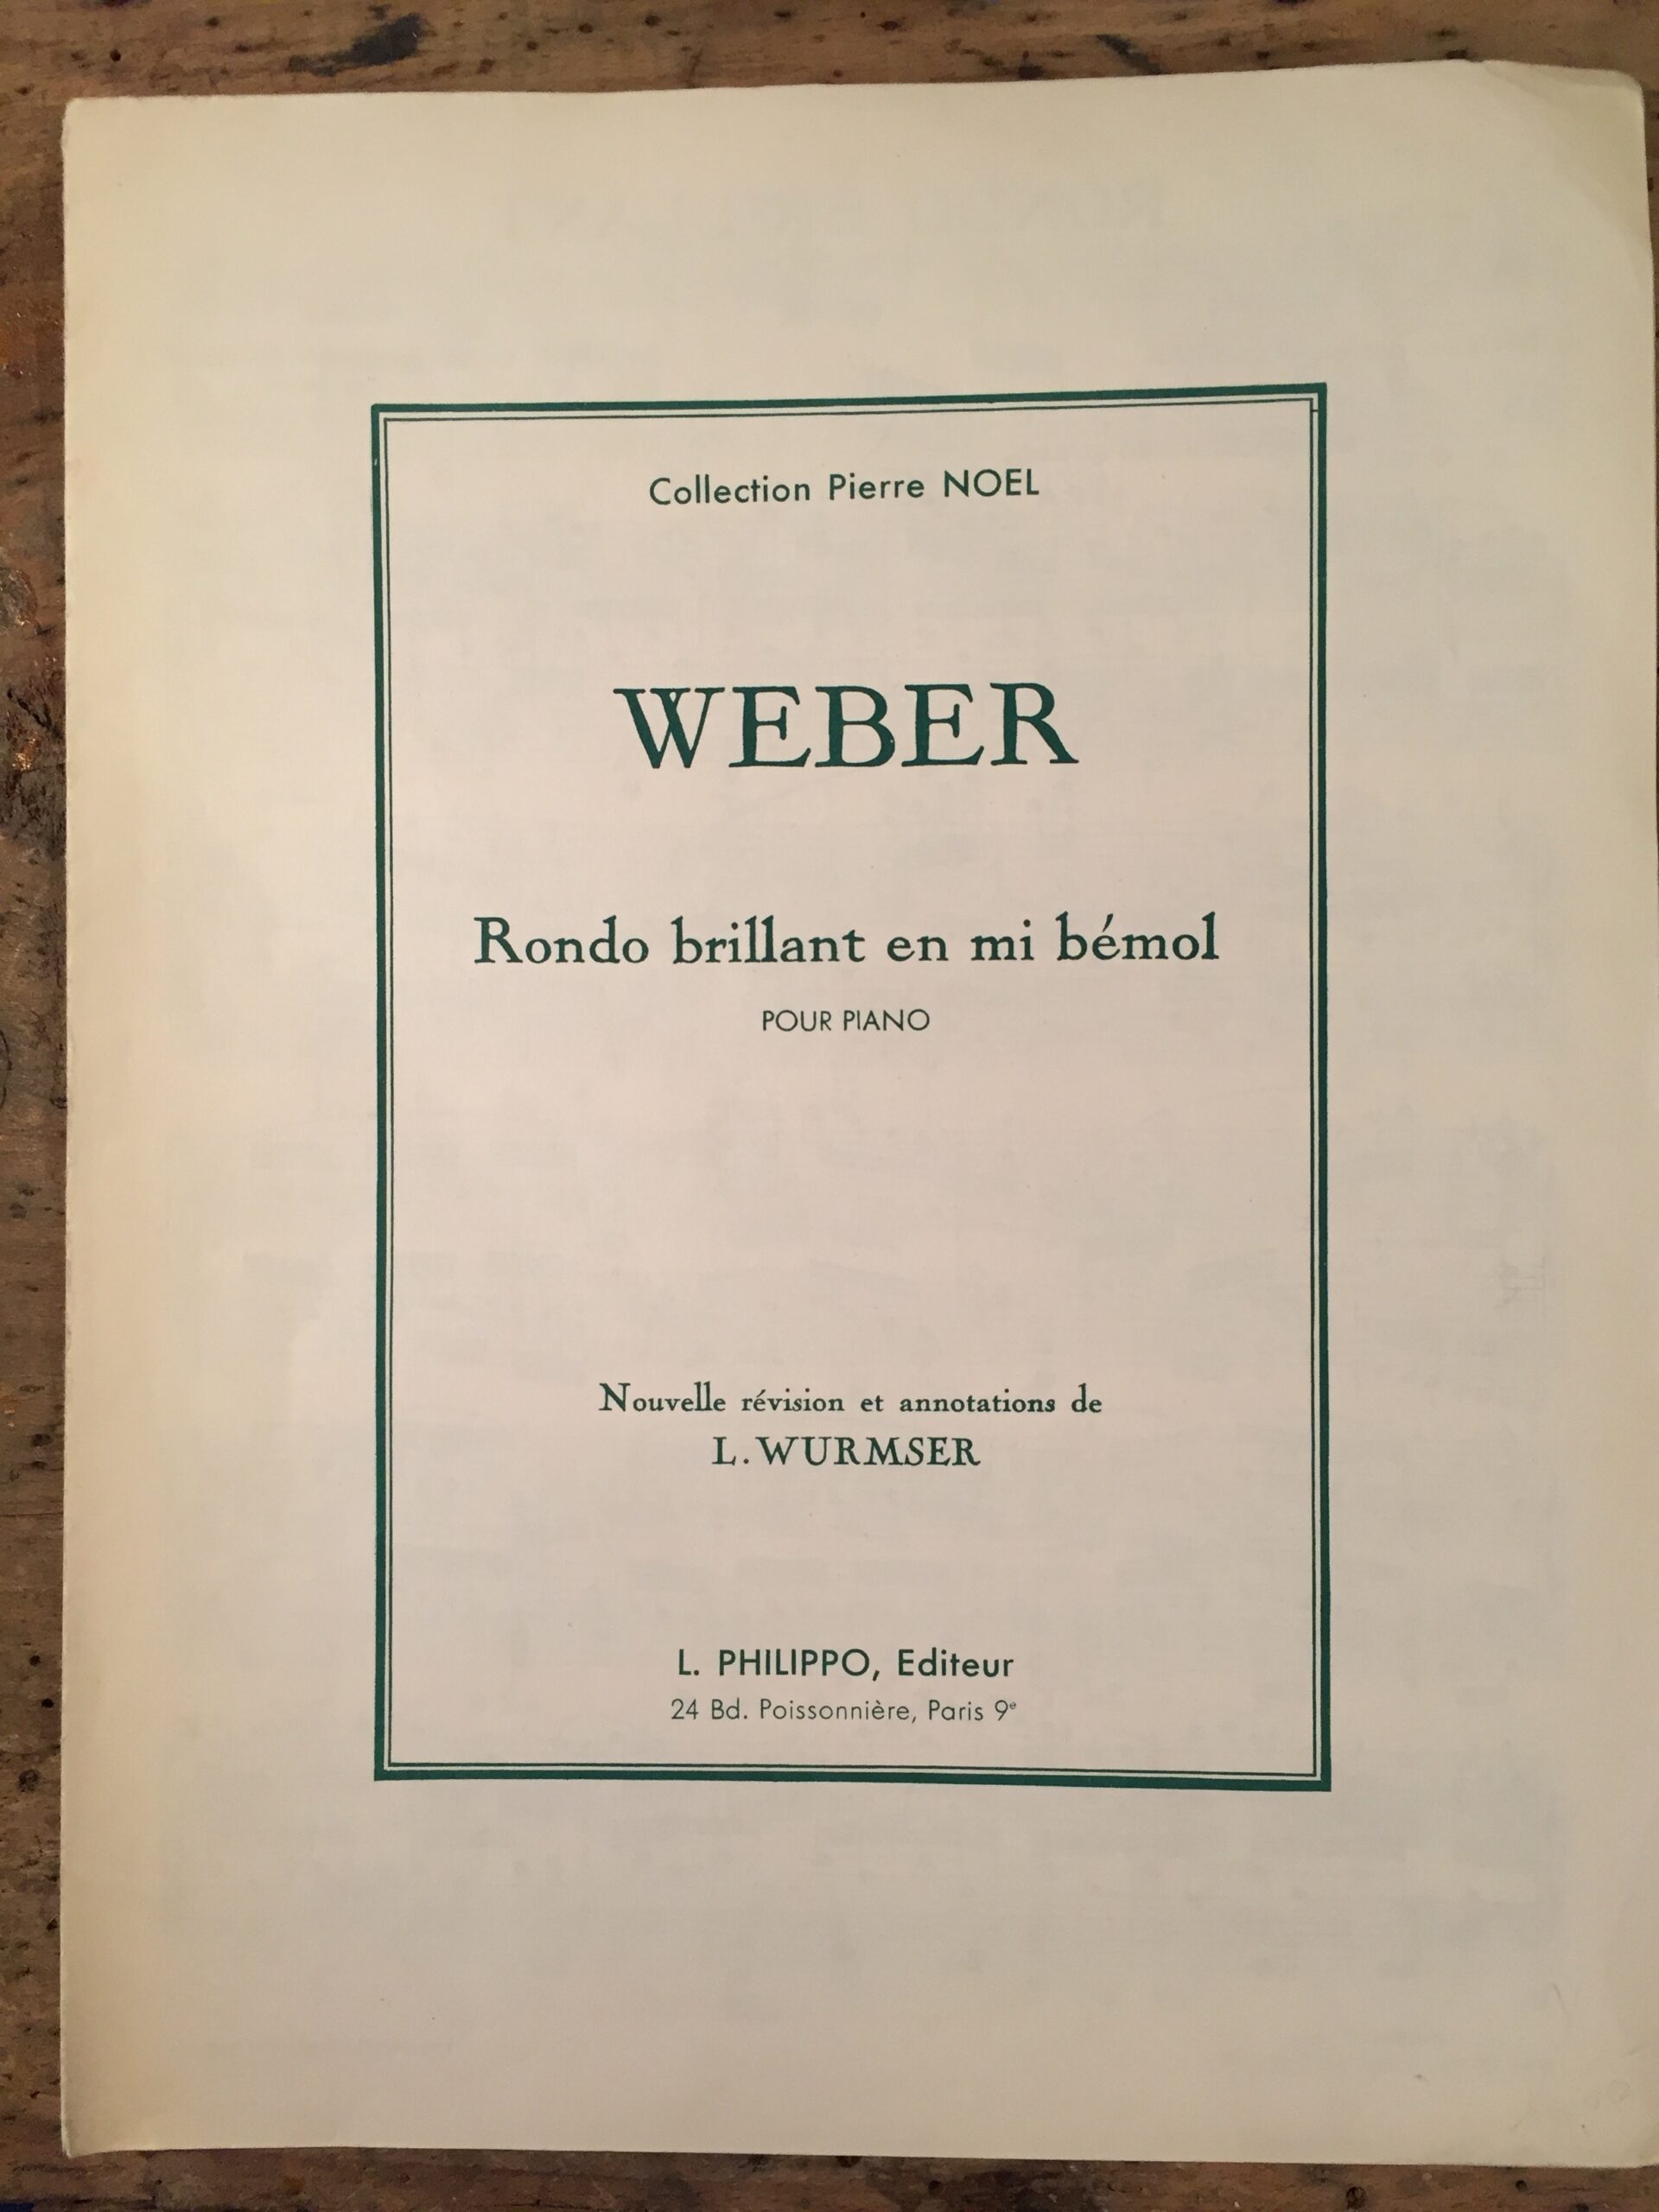 Collection Pierre NOEL
WEBER
Rondo brillant en mi bémol
POUR PIANO
Nouvelle révision et annotations de
L. WURMSER
L. PHILIPPO, Editeur
24 Bd. Poissonnière, Paris 9ᵉ